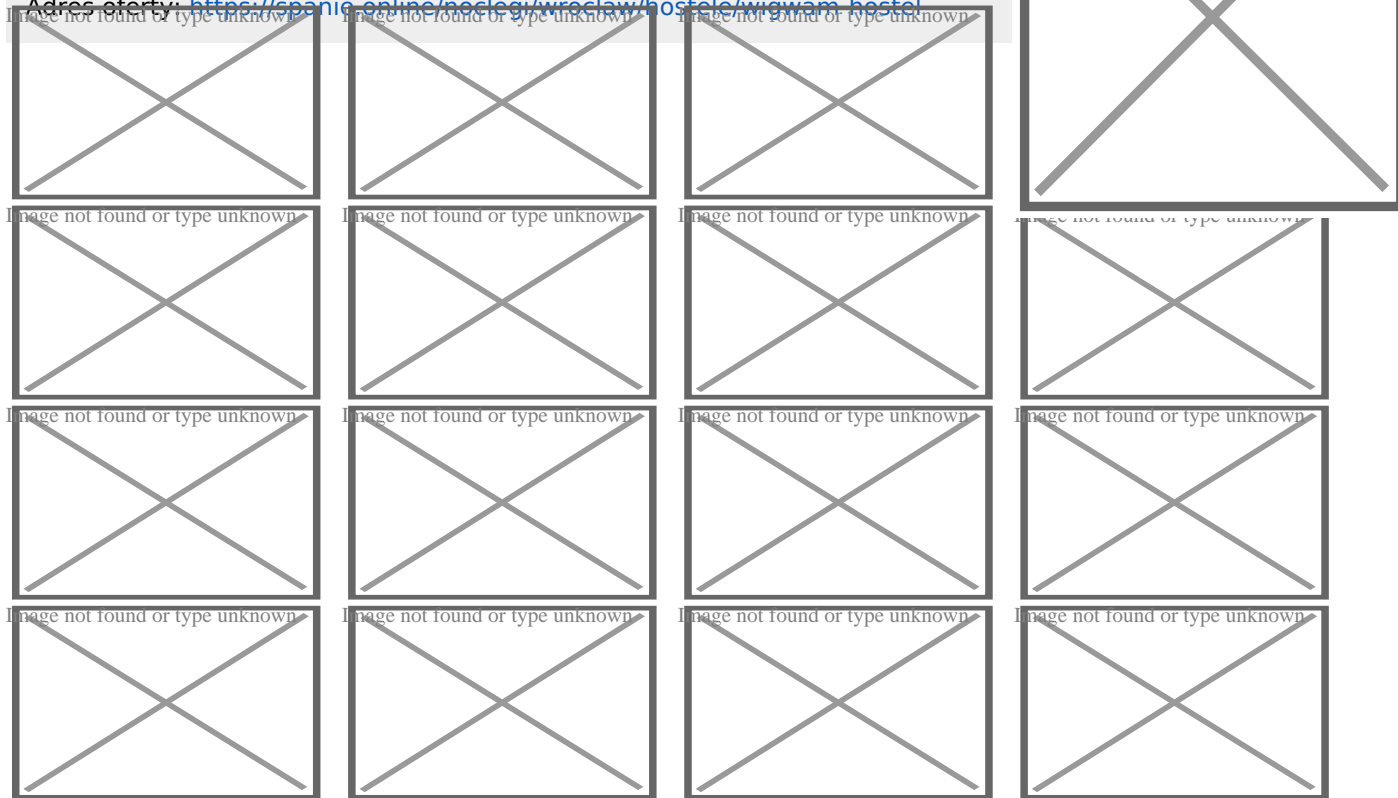 Adres oferty: https://spanie.online/noclegi/wroclaw/hostele/wigwam-hostel
Image not found or type unknown Image not found or type unknown Image not found or type unknown
Image not found or type unknown Image not found or type unknown Image not found or type unknown Image not found or type unknown
Image not found or type unknown Image not found or type unknown Image not found or type unknown Image not found or type unknown
Image not found or type unknown Image not found or type unknown Image not found or type unknown Image not found or type unknown